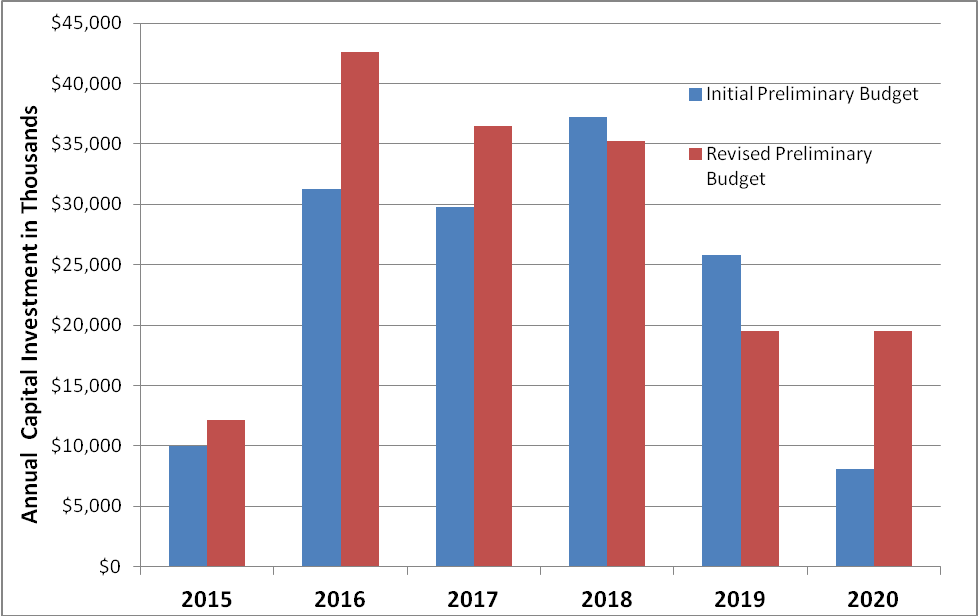 Annual Capital Investment in Thousands
$45,000
$40,000
$35,000
$30,000
$25,000
$20,000
$15,000
$10,000
$5,000
$0
Initial Preliminary Budget
Revised Preliminary
Budget
2015 2016 2017 2018 2019 2020